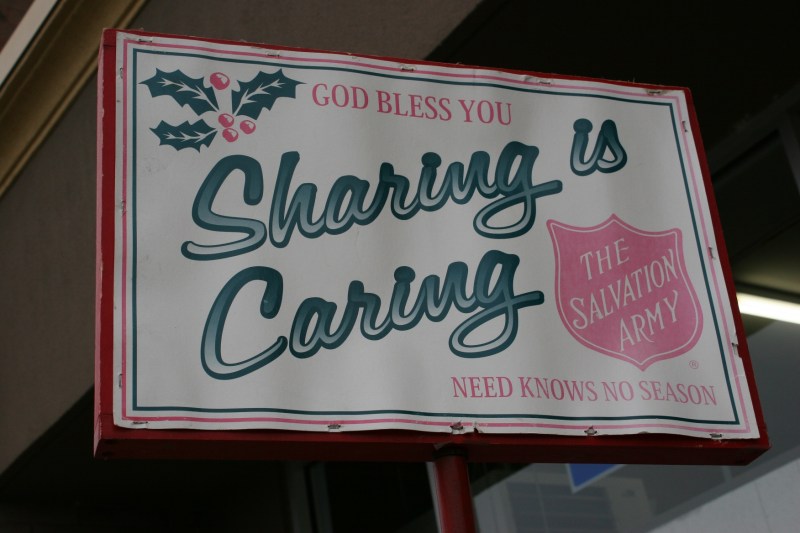 GOD BLESS YOU
Sharing is
Caring
THE
SALVATION
ARMY
®
NEED KNOWS NO SEASON